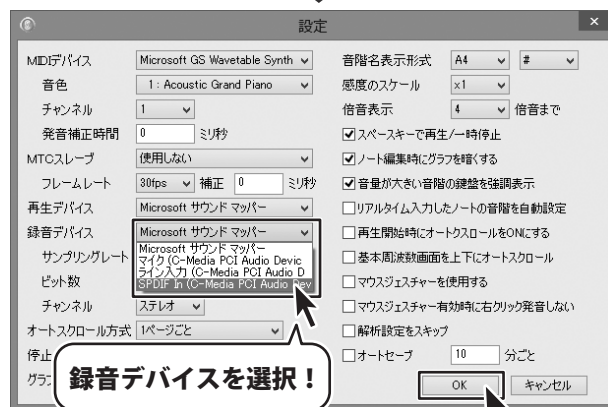 設定
MIDIデバイス
Microsoft GS Wavetable Synth
音色
1 : Acoustic Grand Piano
チャンネル
1
発音補正時間
0 ミリ秒
MTCスレーブ
使用しない
フレームレート
30fps 補正 0 ミリ秒
再生デバイス
Microsoft サウンド マッパー
録音デバイス
Microsoft サウンド マッパー
Microsoft サウンド マッパー
マイク (C-Media PCI Audio Devic
ライン入力 (C-Media PCI Audio D
SPDIF In (C-Media PCI Audio Dev
サンプリングレート
ビット数
チャンネル
ステレオ
オートスクロール方式
1ページごと
停止
グラ
録音デバイスを選択!
音階名表示形式 A4 #
感度のスケール ×1
倍音表示 4 倍音まで
スペースキーで再生/一時停止
ノート編集時にグラフを暗くする
音量が大きい音階の鍵盤を強調表示
リアルタイム入力したノートの音階を自動設定
再生開始時にオートスクロールをONにする
基本周波数画面を上下にオートスクロール
マウスジェスチャーを使用する
マウスジェスチャー有効時に右クリック発音しない
解析設定をスキップ
オートセーブ 10 分ごと
OK キャンセル